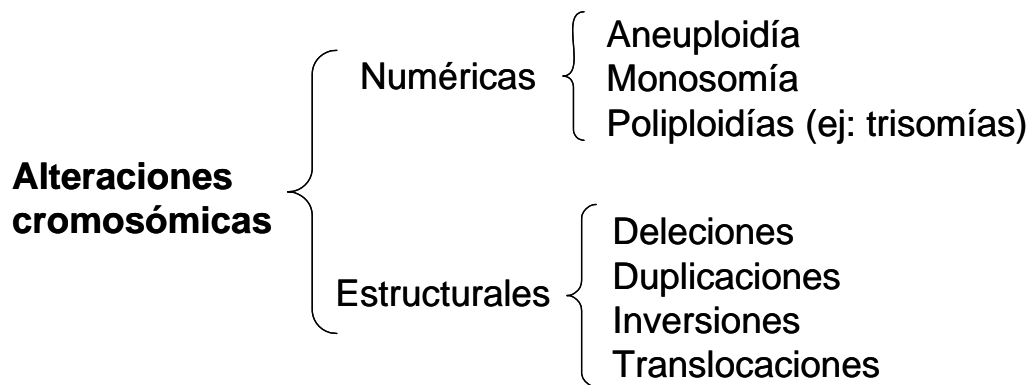 Alteraciones
cromosómicas
Numéricas
Aneuploidía
Monosomía
Poliploidías (ej: trisomías)
Estructurales
Deleciones
Duplicaciones
Inversiones
Translocaciones